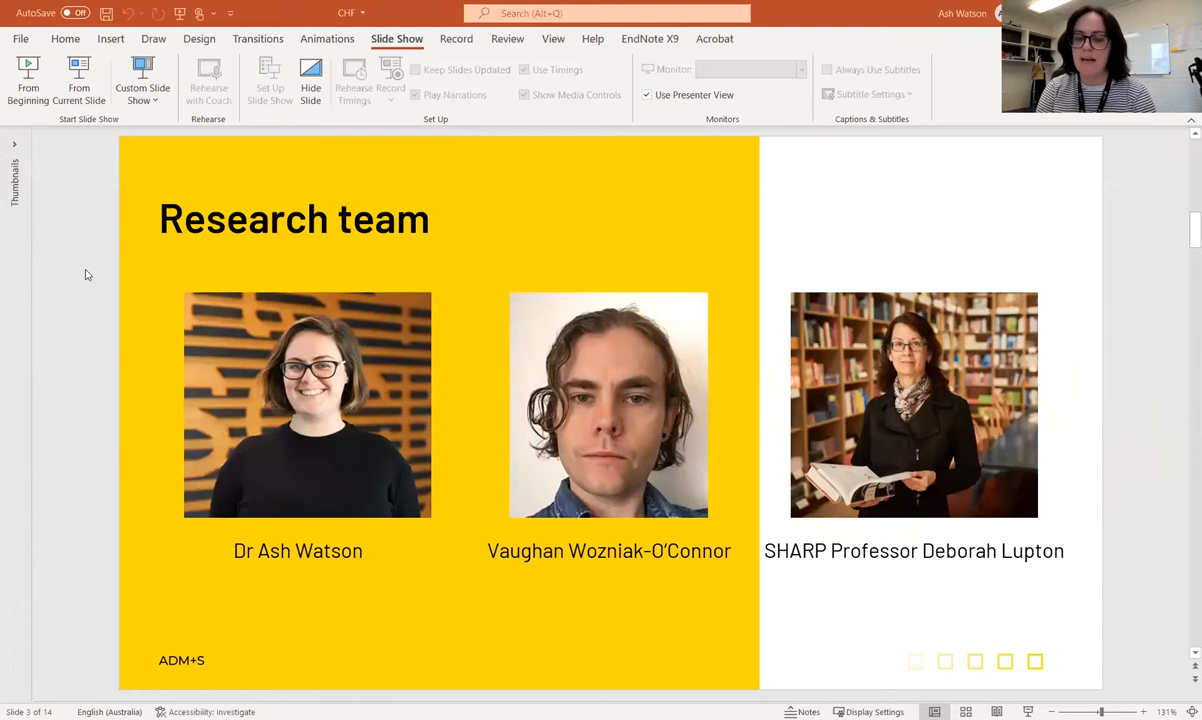 AutoSave Off CHF Search (Alt+Q) Ash Watson
File Home Insert Draw Design Transitions Animations Slide Show Record Review View Help EndNote X9 Acrobat
From Beginning
From Current Slide
Custom Slide Show
Start Slide Show
Rehearse with Coach
Rehearse
Set Up Slide Show
Hide Slide
Rehearse Timings
Record
Keep Slides Updated
Use Timings
Play Narrations
Show Media Controls
Set Up
Monitor:
Use Presenter View
Monitors
Always Use Subtitles
Subtitle Settings
Captions & Subtitles
Thumbnails
Research team
Dr Ash Watson
Vaughan Wozniak-O’Connor
SHARP Professor Deborah Lupton
ADM+S
Slide 3 of 14 English (Australia) Accessibility: Investigate Notes Display Settings 131%